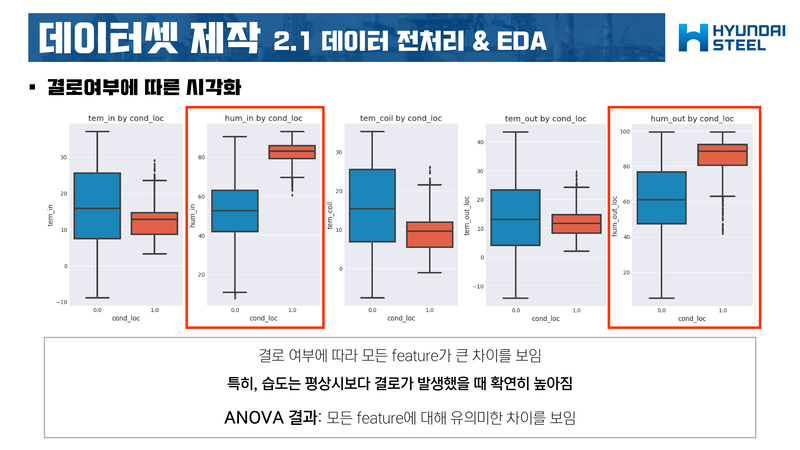 데이터셋 제작 2.1 데이터 전처리 & EDA
HYUNDAI
STEEL
▪ 결로여부에 따른 시각화
tem_in by cond_loc
hum_in by cond_loc
tem_coil by cond_loc
tem_out by cond_loc
hum_out by cond_loc
tem_in
30
20
10
0
−10
0.0 1.0
cond_loc
hum_in
80
60
40
20
0.0 1.0
cond_loc
tem_coil
30
20
10
0
0.0 1.0
cond_loc
tem_out_loc
40
30
20
10
0
−10
0.0 1.0
cond_loc
hum_out_loc
100
80
60
40
20
0.0 1.0
cond_loc
결로 여부에 따라 모든 feature가 큰 차이를 보임
특히, 습도는 평상시보다 결로가 발생했을 때 확연히 높아짐
ANOVA 결과: 모든 feature에 대해 유의미한 차이를 보임